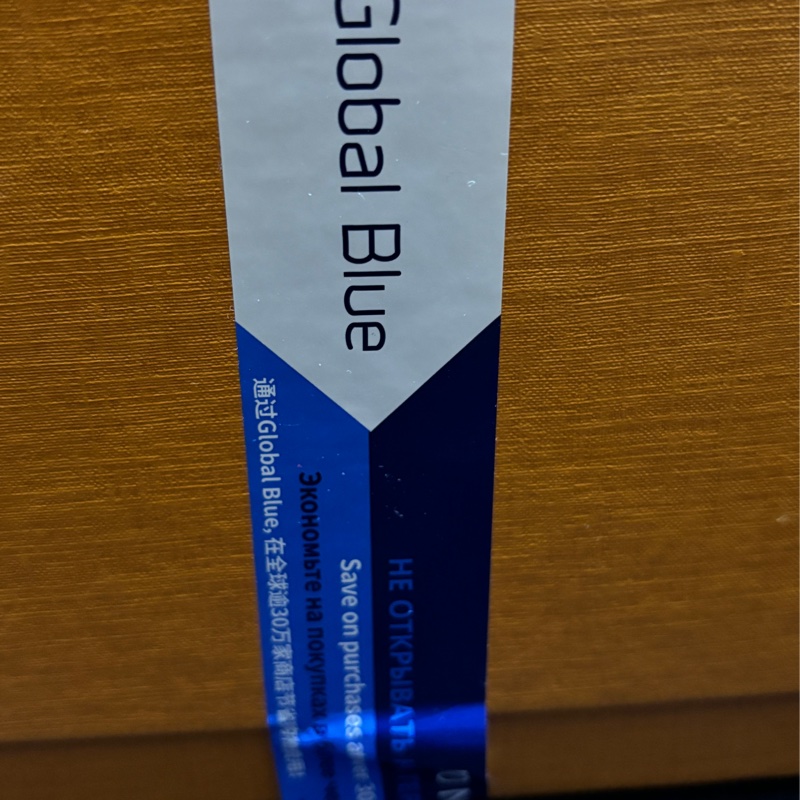 Global Blue
НЕ ОТКРЫВАТЬ
Save on purchases
Экономьте на покупках
通过Global Blue, 在全球逾30万家商店节省